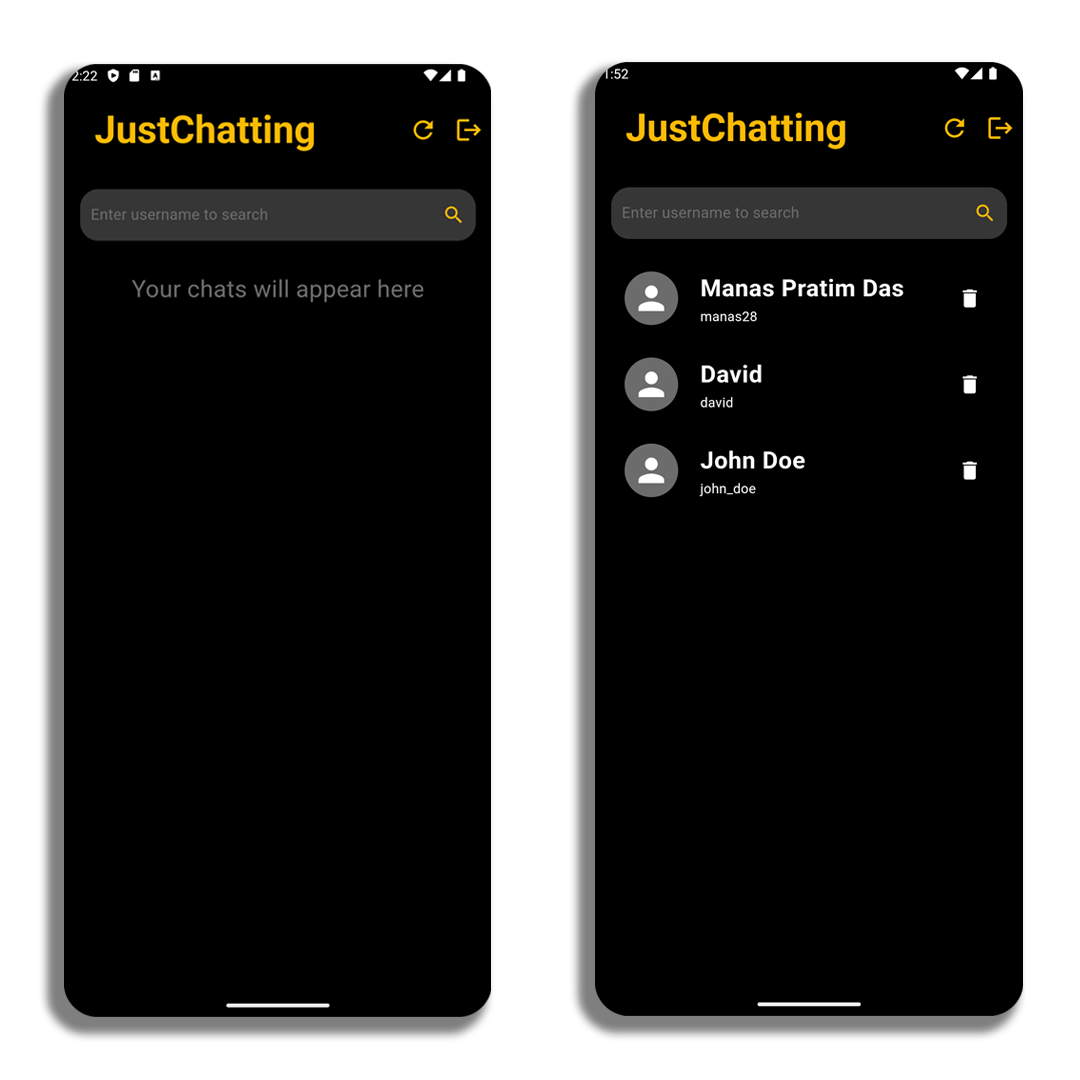 2:22
JustChatting
Enter username to search
Your chats will appear here
1:52
JustChatting
Enter username to search
Manas Pratim Das
manas28
David
david
John Doe
john_doe